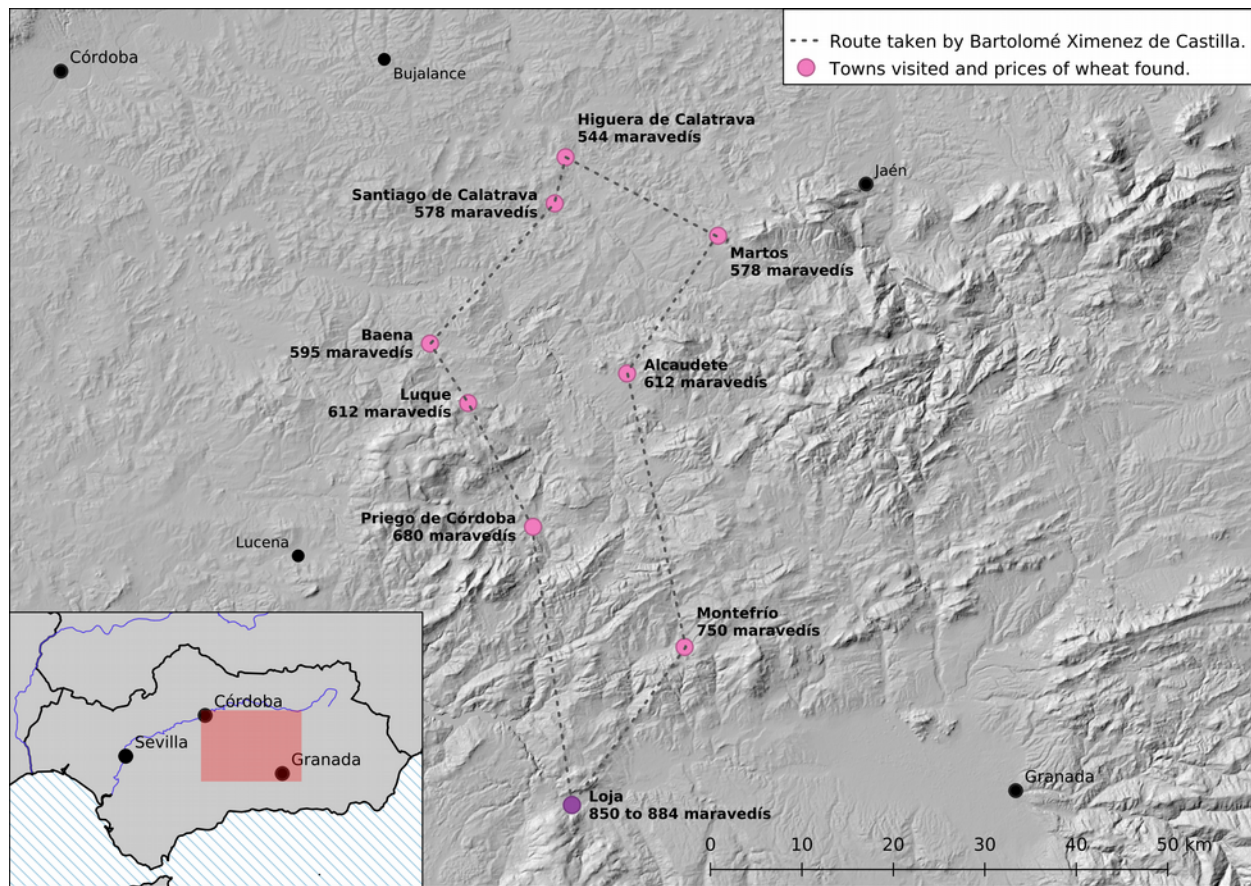 Route taken by Bartolomé Ximenez de Castilla.
Towns visited and prices of wheat found.
Córdoba
Bujalance
Higuera de Calatrava
544 maravedís
Jaén
Santiago de Calatrava
578 maravedís
Martos
578 maravedís
Baena
595 maravedís
Alcaudete
612 maravedís
Luque
612 maravedís
Priego de Córdoba
680 maravedís
Lucena
Montefrío
750 maravedís
Córdoba
Sevilla
Granada
Granada
Loja
850 to 884 maravedís
0 10 20 30 40 50 km